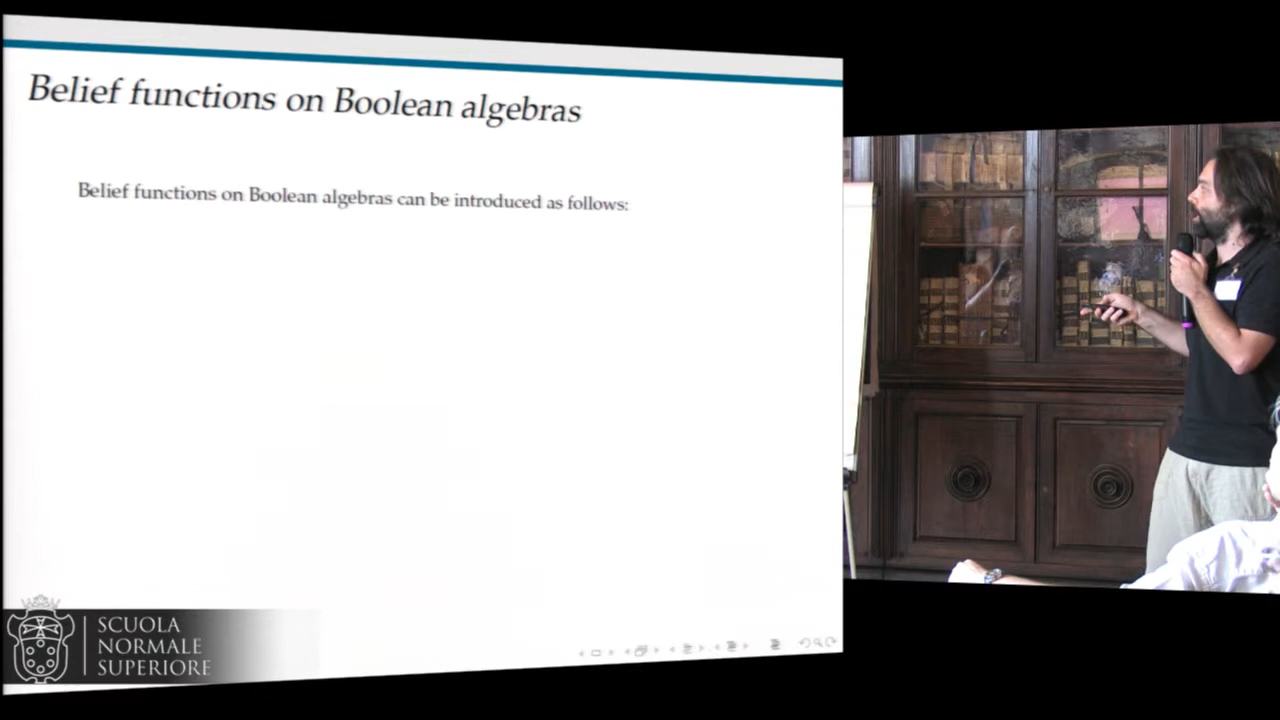 Belief functions on Boolean algebras
Belief functions on Boolean algebras can be introduced as follows:
SCUOLA
NORMALE
SUPERIORE